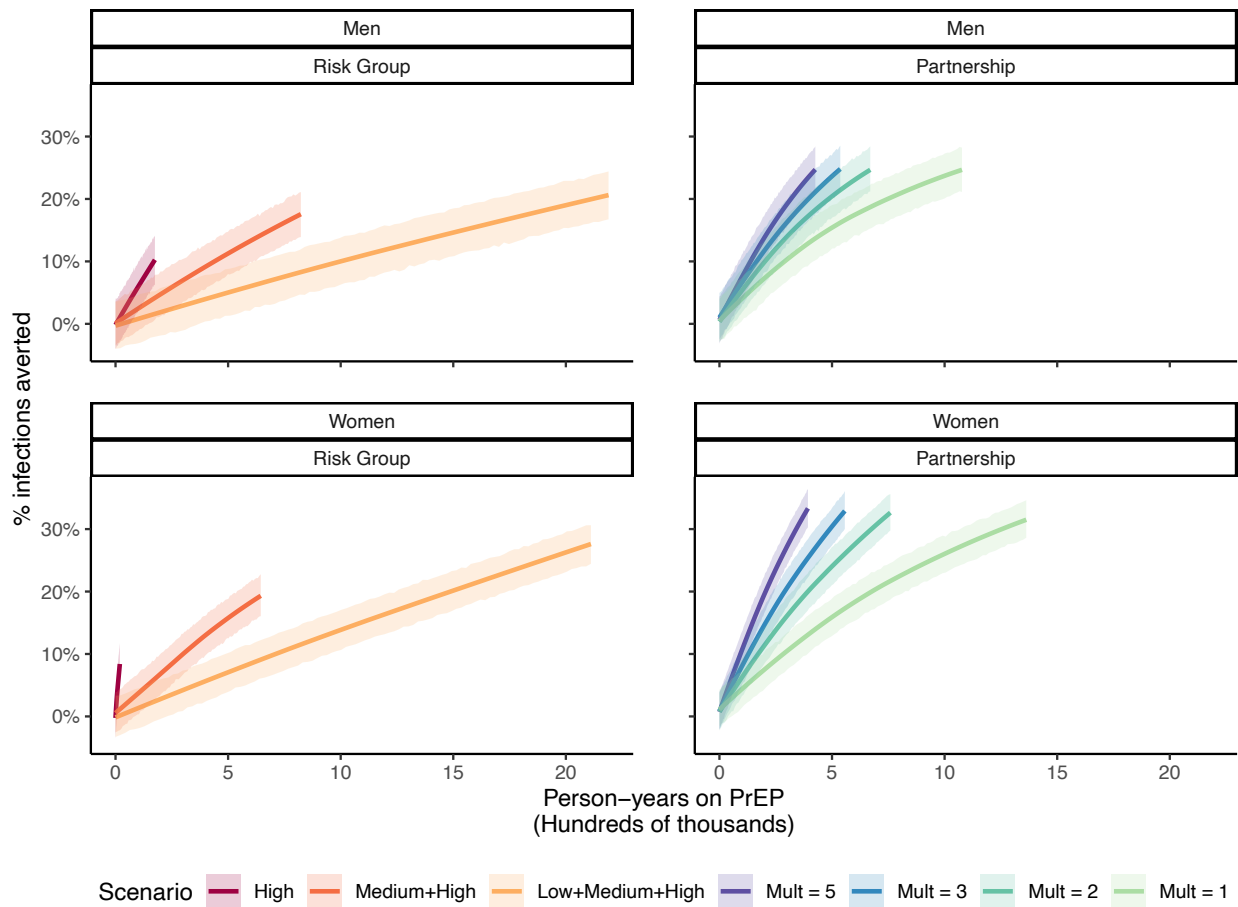 Men
Men
Risk Group
Partnership
30%
20%
10%
0%
0
5
10
15
20
0
5
10
15
20
Women
Women
Risk Group
Partnership
30%
20%
10%
0%
% infections averted
Person−years on PrEP
(Hundreds of thousands)
Scenario High Medium+High Low+Medium+High Mult = 5 Mult = 3 Mult = 2 Mult = 1